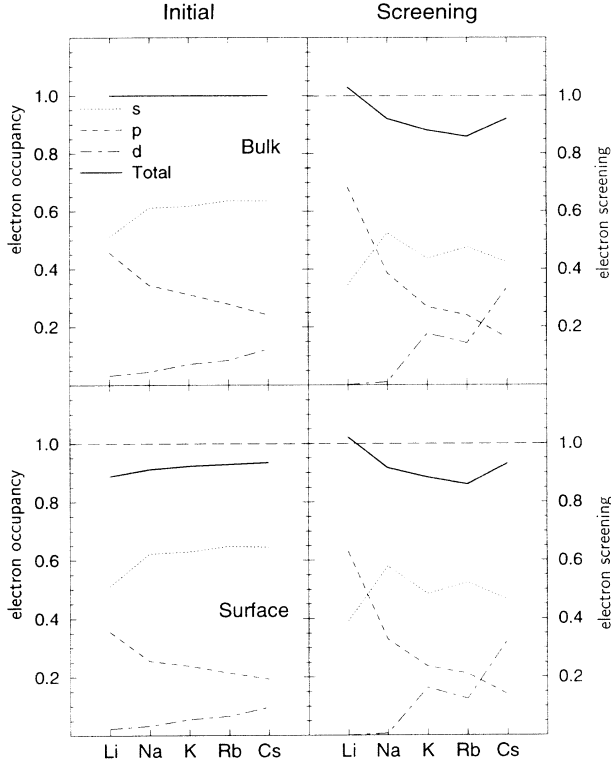 Initial
Screening
electron occupancy
1.0
0.8
0.6
0.4
0.2
s
p
d
Total
Bulk
1.0
0.8
0.6
0.4
0.2
electron screening
electron occupancy
1.0
0.8
0.6
0.4
0.2
Surface
1.0
0.8
0.6
0.4
0.2
electron screening
Li Na K Rb Cs
Li Na K Rb Cs